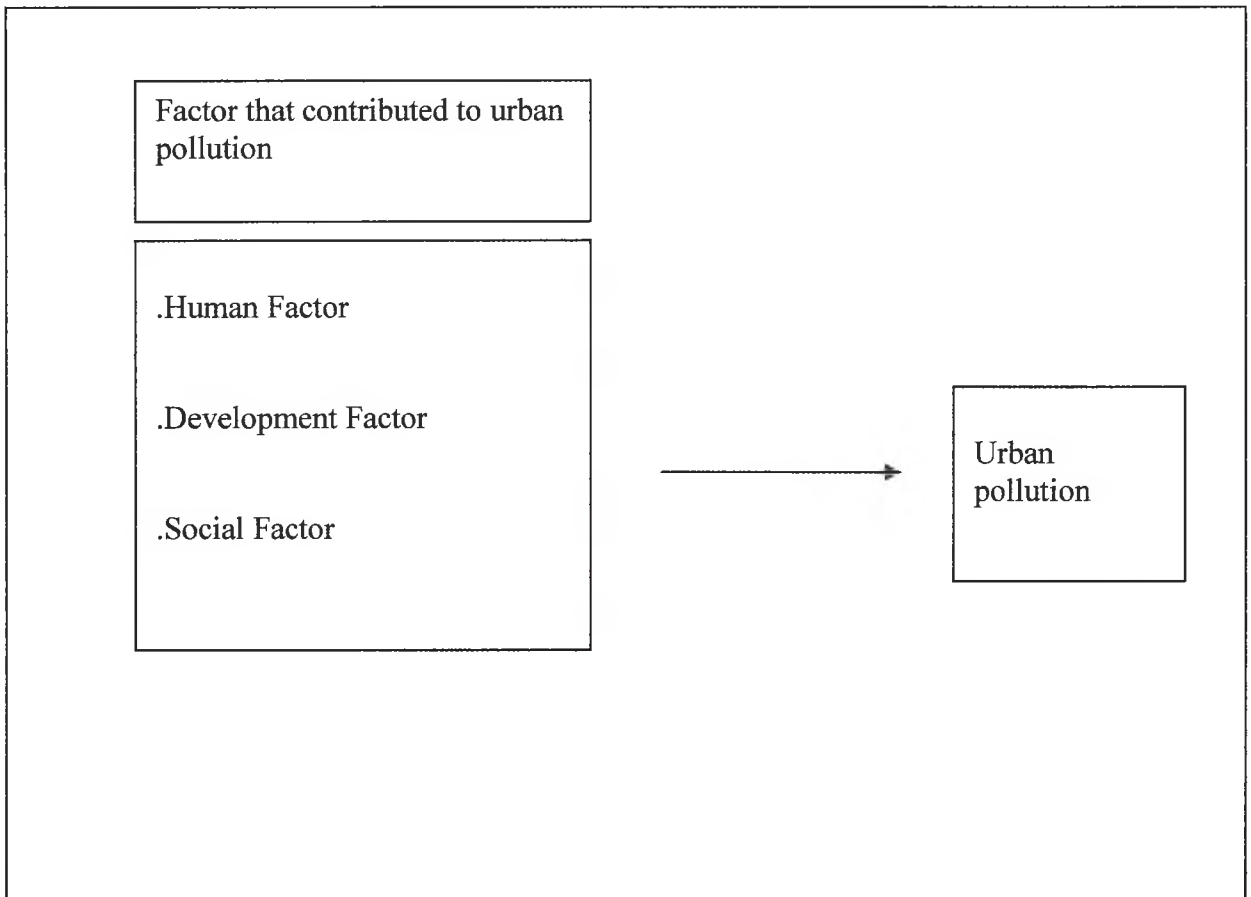 Factor that contributed to urban
pollution
.Human Factor
.Development Factor
.Social Factor
Urban
pollution